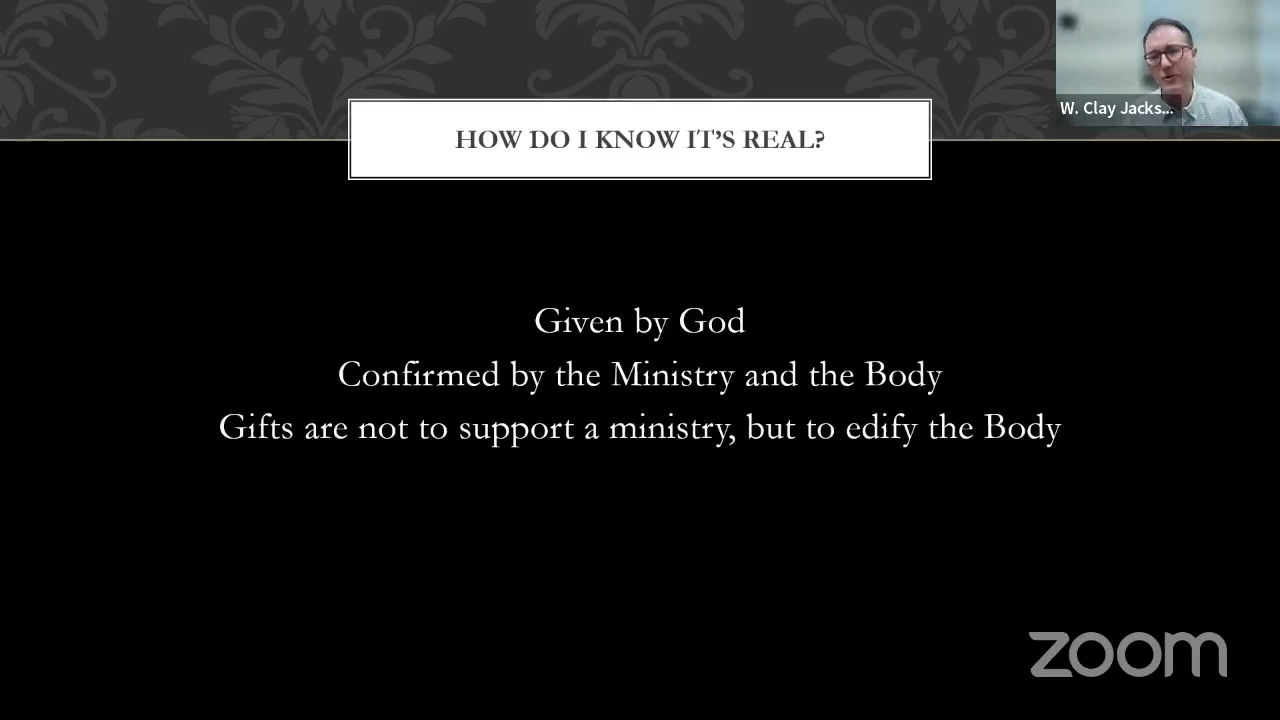 W. Clay Jacks...
HOW DO I KNOW IT'S REAL?
Given by God
Confirmed by the Ministry and the Body
Gifts are not to support a ministry, but to edify the Body
zoom